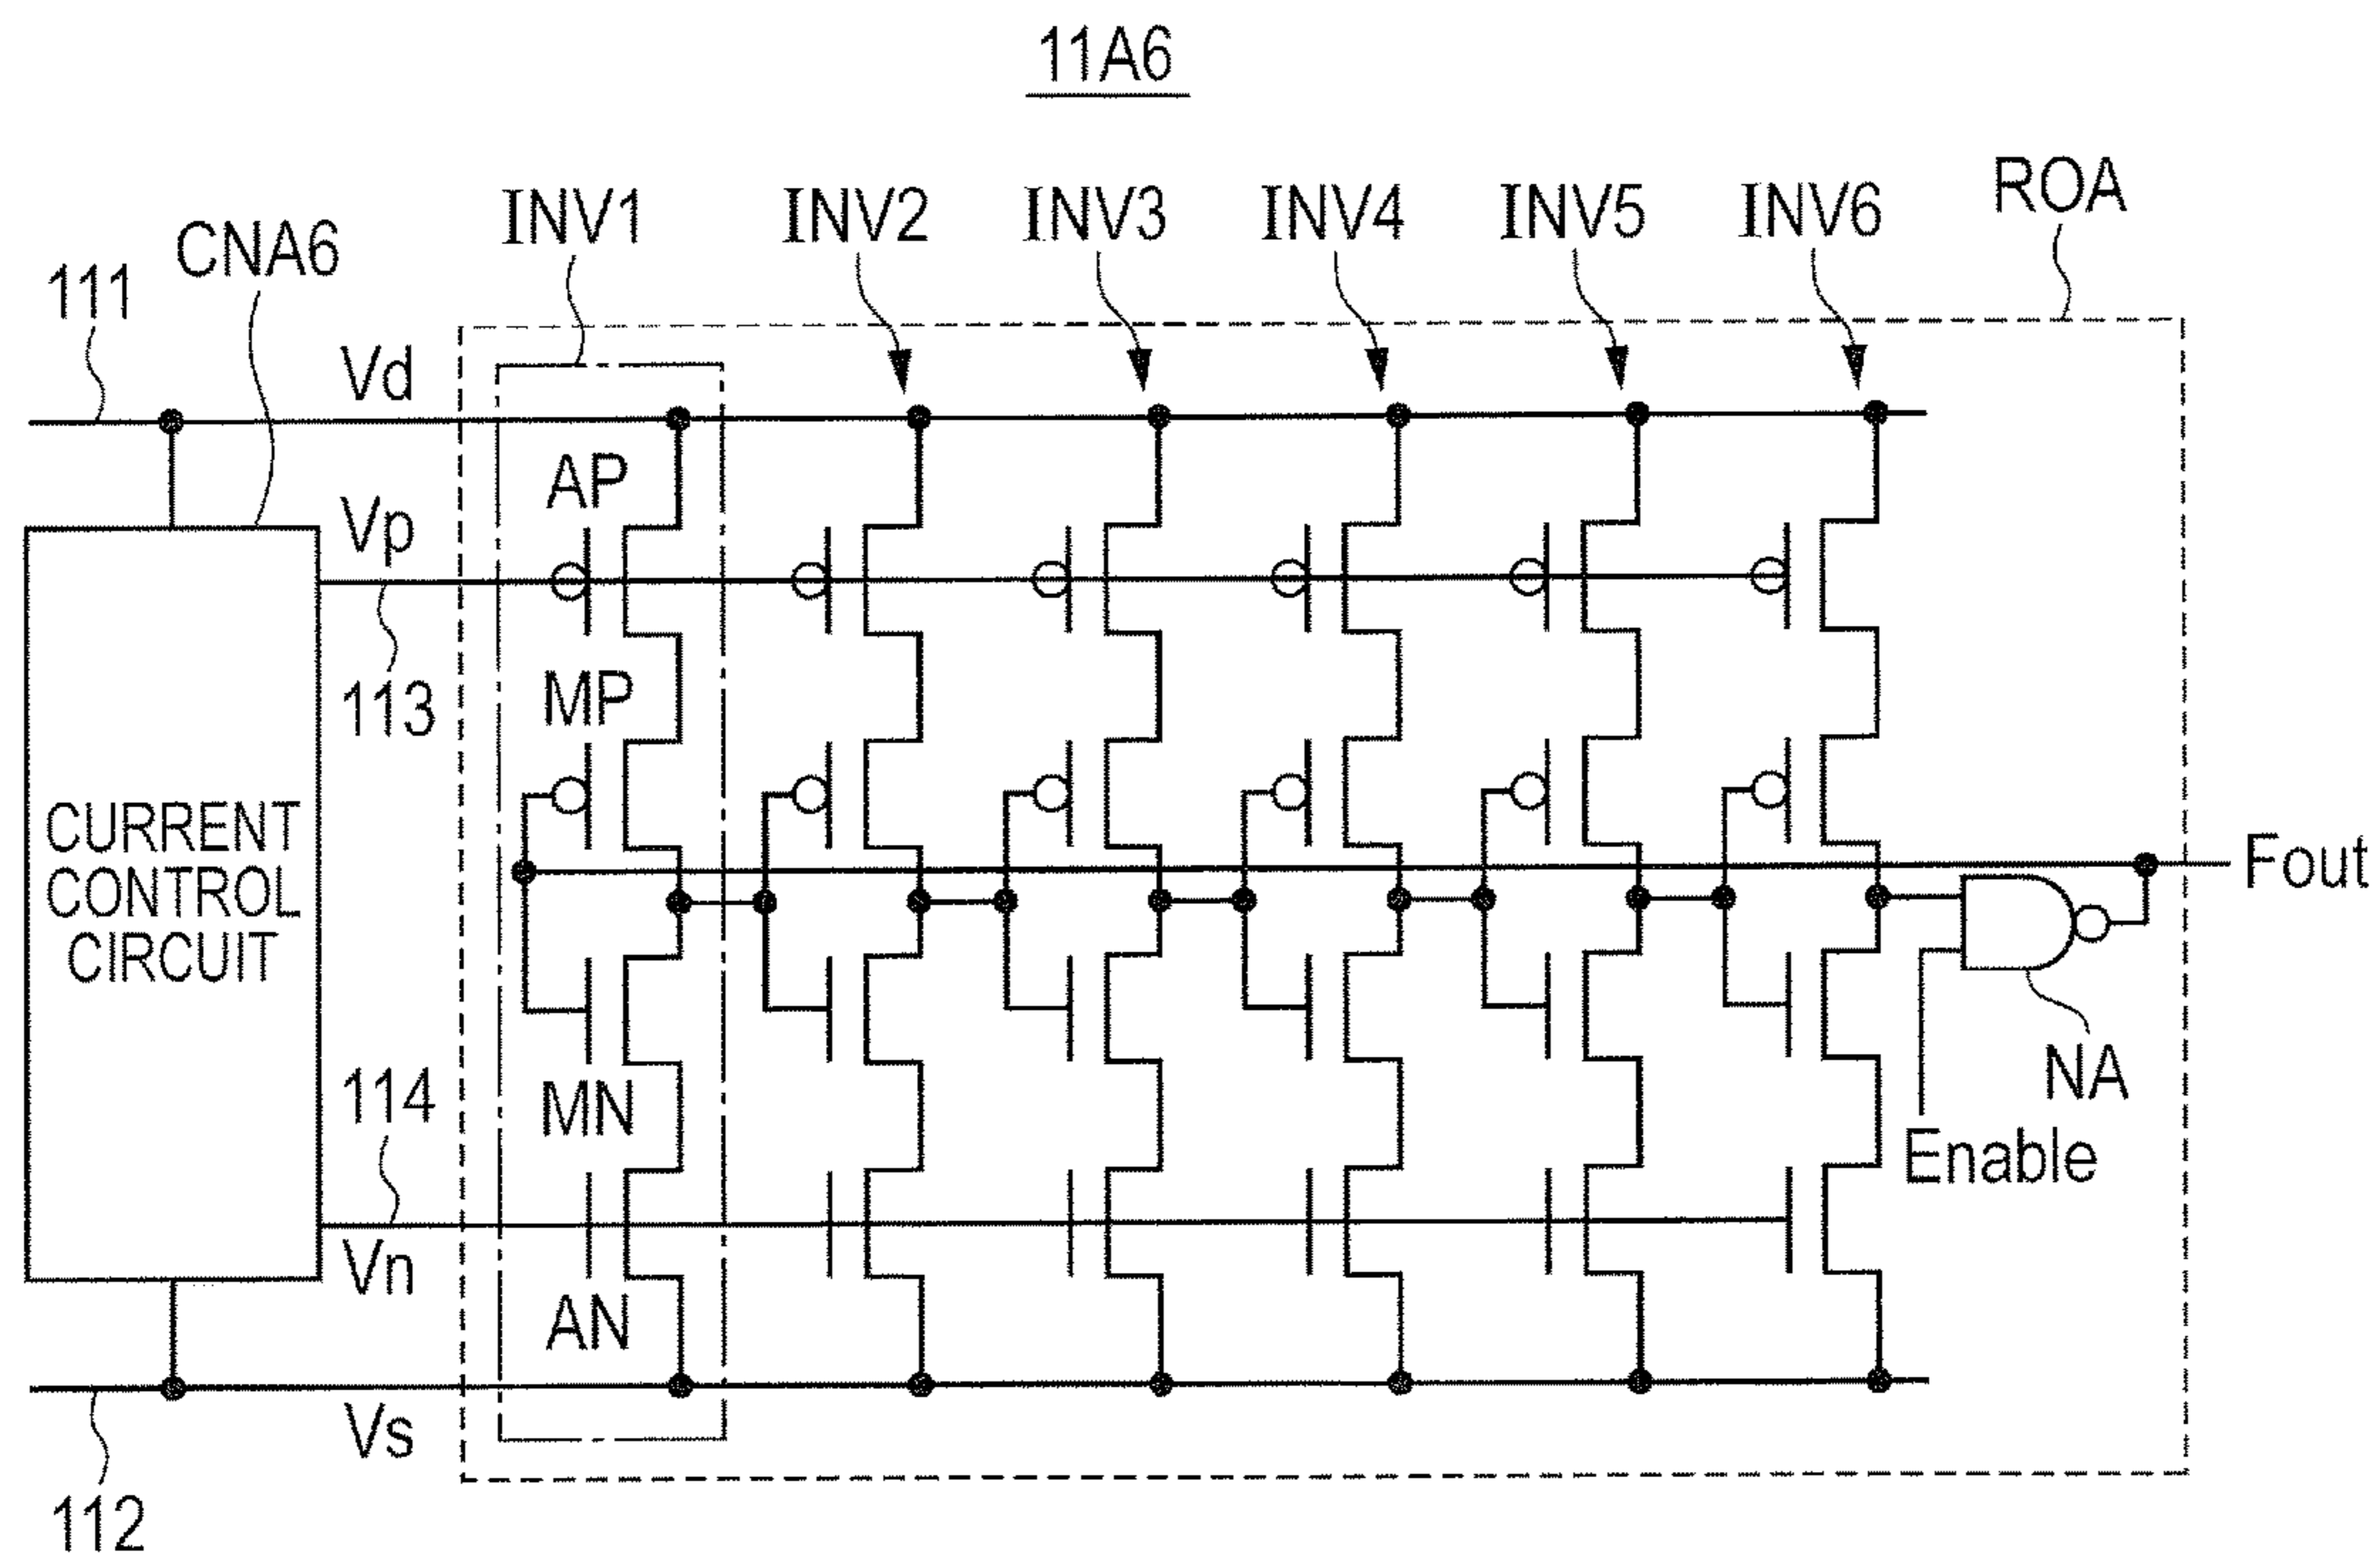 11A6
INV1 INV2 INV3 INV4 INV5 INV6 ROA
CNA6
111
Vd
AP
Vp
113
MP
CURRENT
CONTROL
CIRCUIT
Fout
NA
MN
114
Enable
Vn
AN
Vs
112